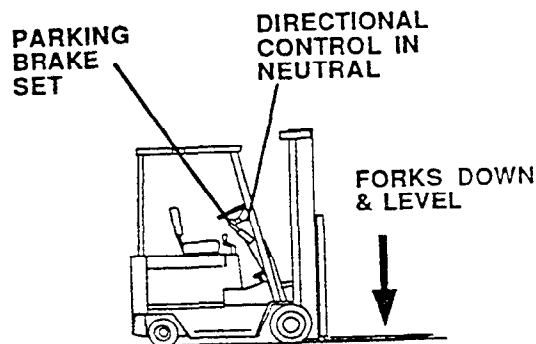 PARKING
BRAKE
SET
DIRECTIONAL
CONTROL IN
NEUTRAL
FORKS DOWN
& LEVEL